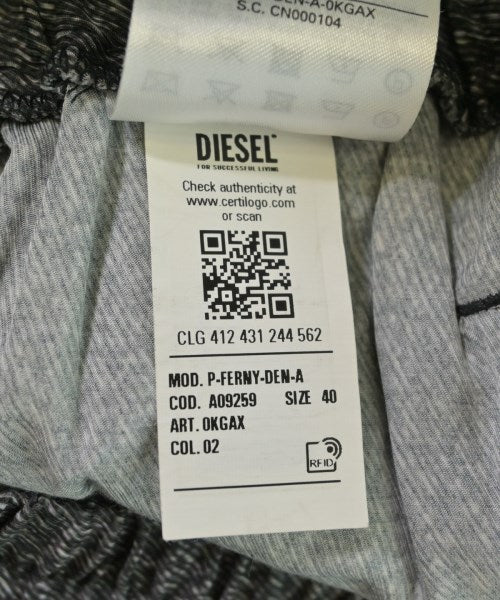 S.C. CN000104
DIESEL
FOR SUCCESSFUL LIVING
Check authenticity at
www.certilogo.com
or scan
CLG 412 431 244 562
MOD. P-FERNY-DEN-A
COD. A09259 SIZE 40
ART. 0KGAX
COL. 02
RFID